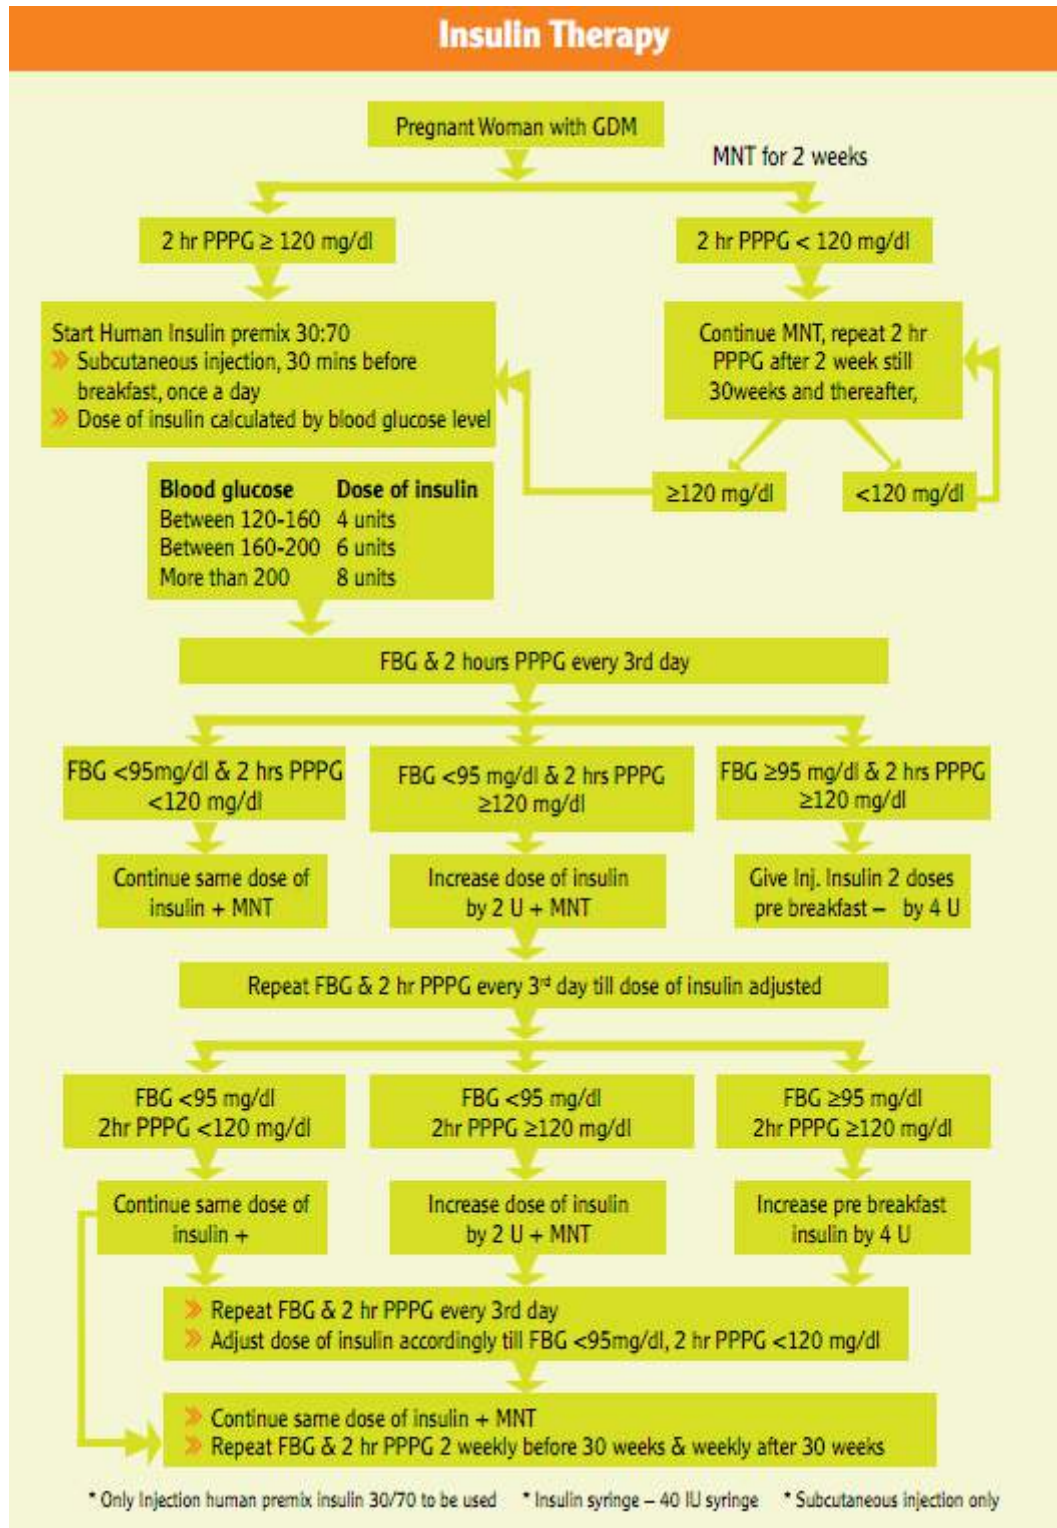 Insulin Therapy
Pregnant Woman with GDM
MNT for 2 weeks
2 hr PPPG ≥ 120 mg/dl
2 hr PPPG < 120 mg/dl
Start Human Insulin premix 30:70
» Subcutaneous injection, 30 mins before
breakfast, once a day
» Dose of insulin calculated by blood glucose level
Continue MNT, repeat 2 hr
PPPG after 2 week still
30weeks and thereafter,
≥120 mg/dl
<120 mg/dl
Blood glucose Dose of insulin
Between 120-160 4 units
Between 160-200 6 units
More than 200 8 units
FBG & 2 hours PPPG every 3rd day
FBG <95mg/dl & 2 hrs PPPG
<120 mg/dl
FBG <95 mg/dl & 2 hrs PPPG
≥120 mg/dl
FBG ≥95 mg/dl & 2 hrs PPPG
≥120 mg/dl
Continue same dose of
insulin + MNT
Increase dose of insulin
by 2 U + MNT
Give Inj. Insulin 2 doses
pre breakfast – by 4 U
Repeat FBG & 2 hr PPPG every 3rd day till dose of insulin adjusted
FBG <95 mg/dl
2hr PPPG <120 mg/dl
FBG <95 mg/dl
2hr PPPG ≥120 mg/dl
FBG ≥95 mg/dl
2hr PPPG ≥120 mg/dl
Continue same dose of
insulin +
Increase dose of insulin
by 2 U + MNT
Increase pre breakfast
insulin by 4 U
» Repeat FBG & 2 hr PPPG every 3rd day
» Adjust dose of insulin accordingly till FBG <95mg/dl, 2 hr PPPG <120 mg/dl
» Continue same dose of insulin + MNT
» Repeat FBG & 2 hr PPPG 2 weekly before 30 weeks & weekly after 30 weeks
* Only Injection human premix insulin 30/70 to be used * Insulin syringe – 40 IU syringe * Subcutaneous injection only